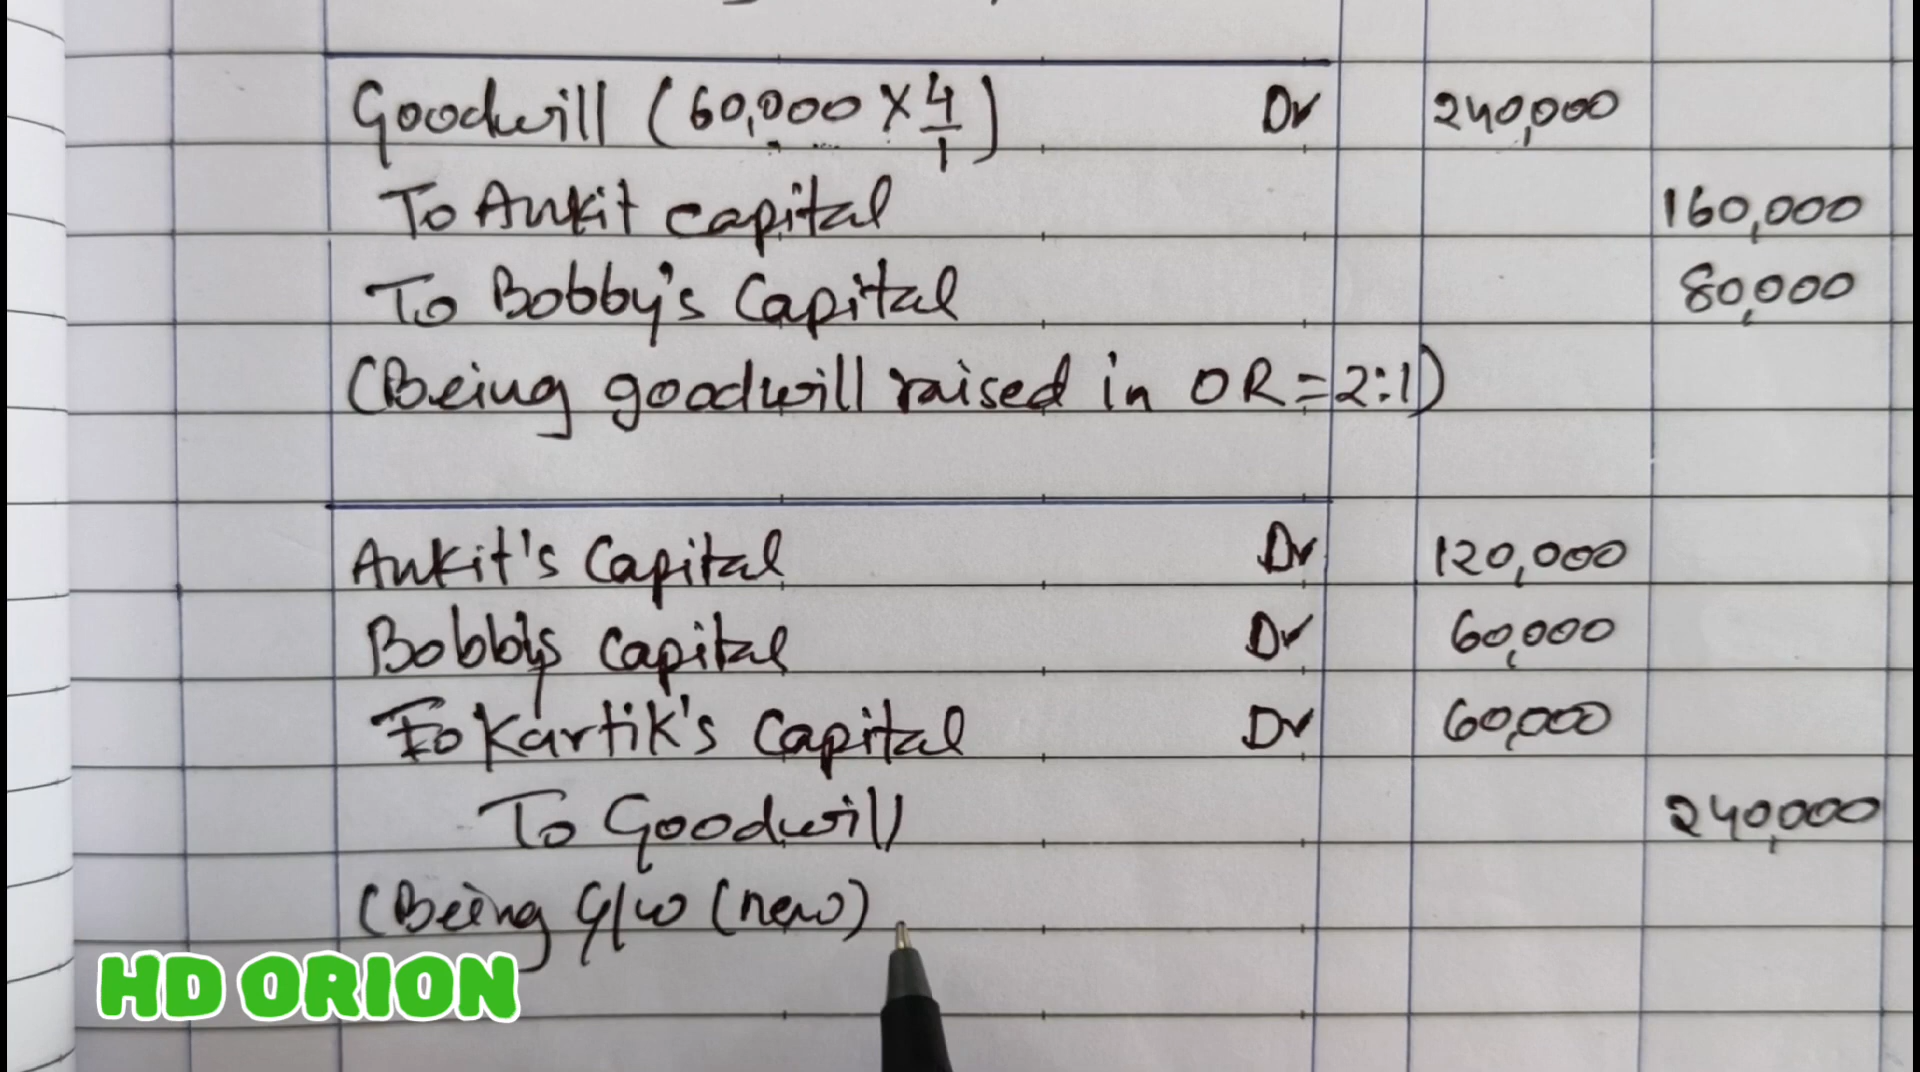 Goodwill (60,000 × 4/1) Dr 240,000
To Ankit capital 160,000
To Bobby's Capital 80,000
(Being goodwill raised in OR = 2:1)
Ankit's Capital Dr 120,000
Bobby's Capital Dr 60,000
To Kartik's Capital Dr 60,000
To Goodwill 240,000
(Being G/w (new)
HD ORION